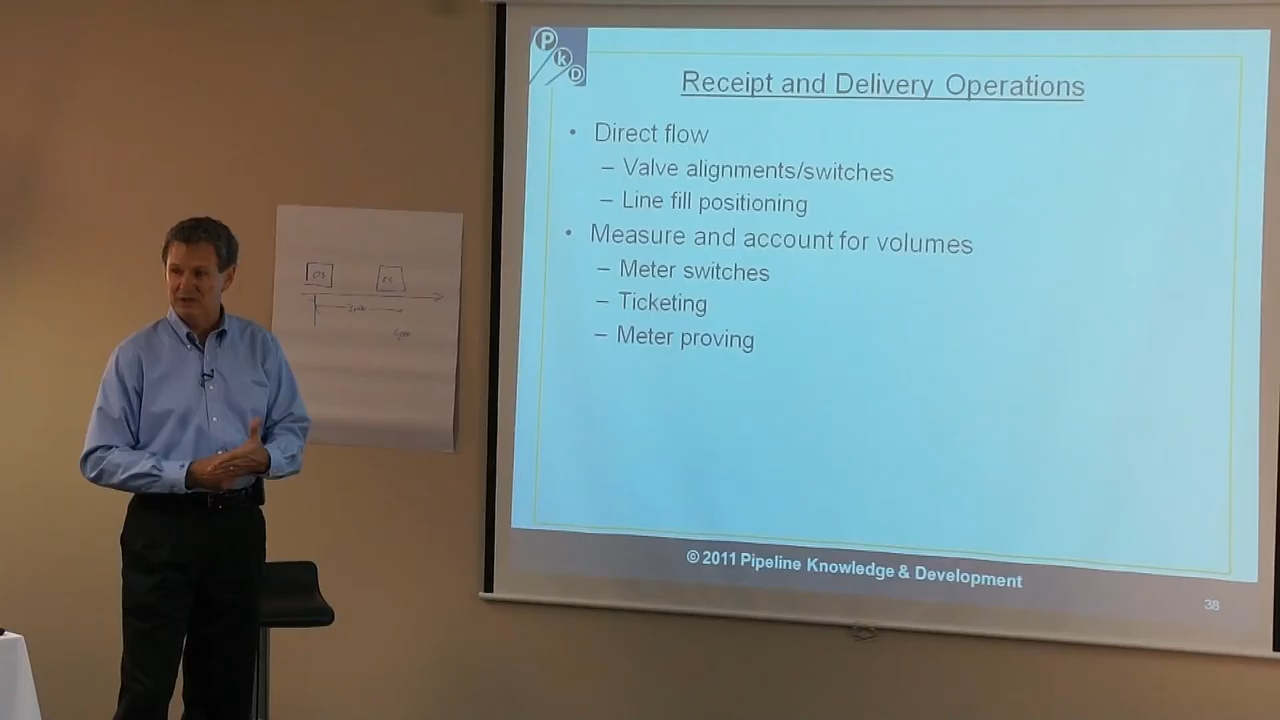 PkD
Receipt and Delivery Operations
• Direct flow
– Valve alignments/switches
– Line fill positioning
• Measure and account for volumes
– Meter switches
– Ticketing
– Meter proving
© 2011 Pipeline Knowledge & Development
38